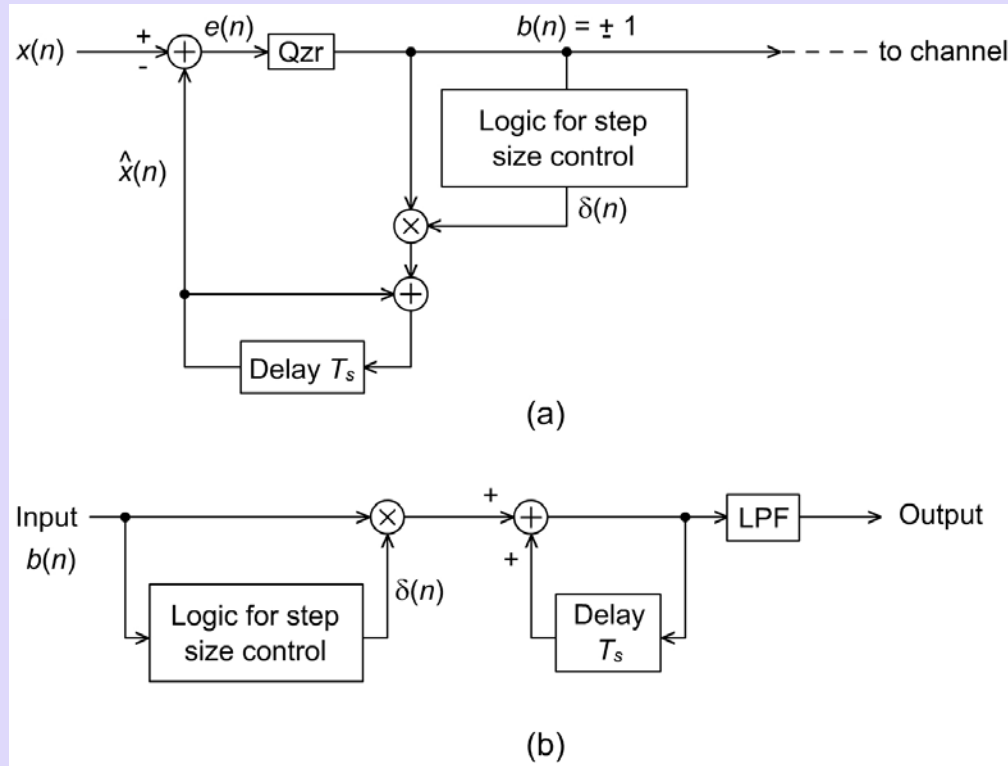 x(n)
+
-
+
e(n)
Qzr
b(n) = ± 1
to channel
Logic for step
size control
x̂(n)
δ(n)
×
+
Delay Ts
(a)
Input
b(n)
×
+
+
+
LPF
Output
δ(n)
Logic for step
size control
Delay
Ts
(b)